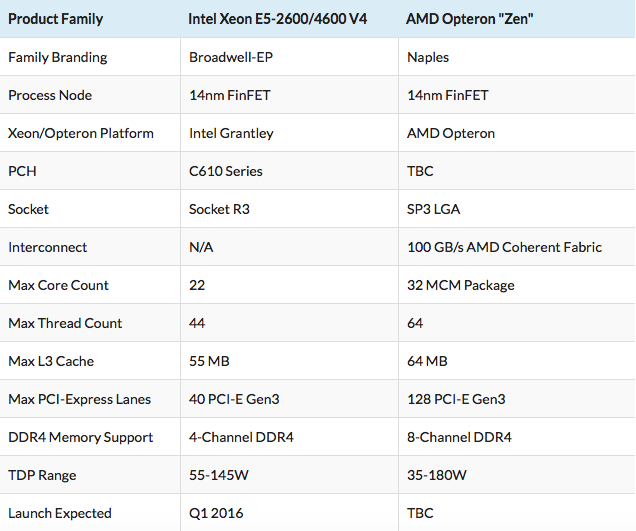 Product Family Intel Xeon E5-2600/4600 V4 AMD Opteron "Zen"
Family Branding Broadwell-EP Naples
Process Node 14nm FinFET 14nm FinFET
Xeon/Opteron Platform Intel Grantley AMD Opteron
PCH C610 Series TBC
Socket Socket R3 SP3 LGA
Interconnect N/A 100 GB/s AMD Coherent Fabric
Max Core Count 22 32 MCM Package
Max Thread Count 44 64
Max L3 Cache 55 MB 64 MB
Max PCI-Express Lanes 40 PCI-E Gen3 128 PCI-E Gen3
DDR4 Memory Support 4-Channel DDR4 8-Channel DDR4
TDP Range 55-145W 35-180W
Launch Expected Q1 2016 TBC